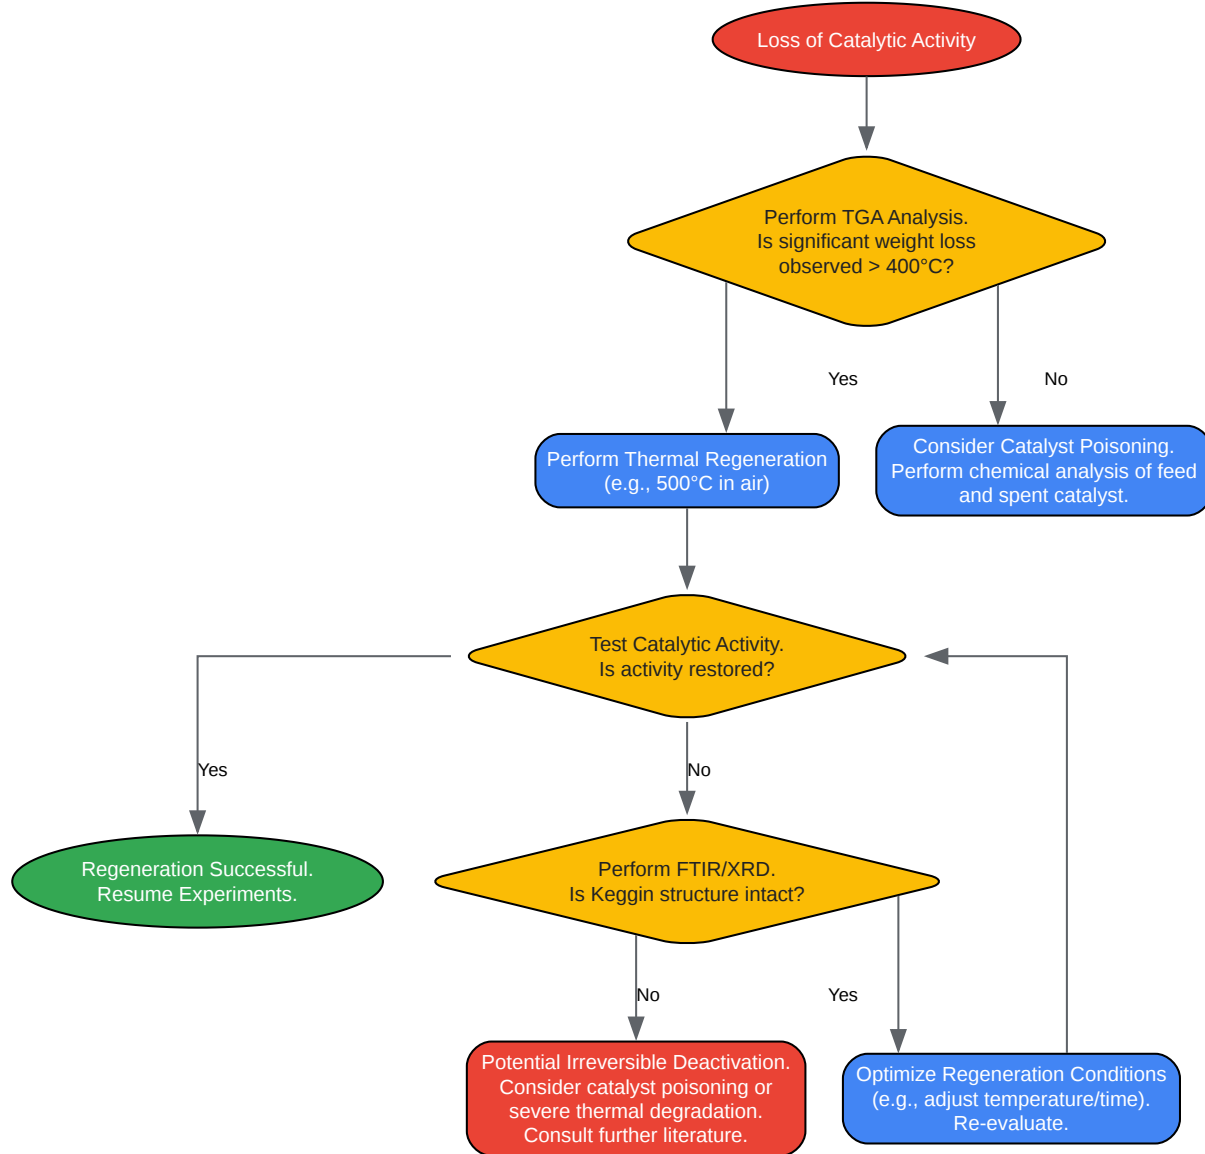 Loss of Catalytic Activity
Perform TGA Analysis.
Is significant weight loss
observed > 400°C?
Yes
No
Perform Thermal Regeneration
(e.g., 500°C in air)
Consider Catalyst Poisoning.
Perform chemical analysis of feed
and spent catalyst.
Test Catalytic Activity.
Is activity restored?
Yes
No
Regeneration Successful.
Resume Experiments.
Perform FTIR/XRD.
Is Keggin structure intact?
No
Yes
Potential Irreversible Deactivation.
Consider catalyst poisoning or
severe thermal degradation.
Consult further literature.
Optimize Regeneration Conditions
(e.g., adjust temperature/time).
Re-evaluate.